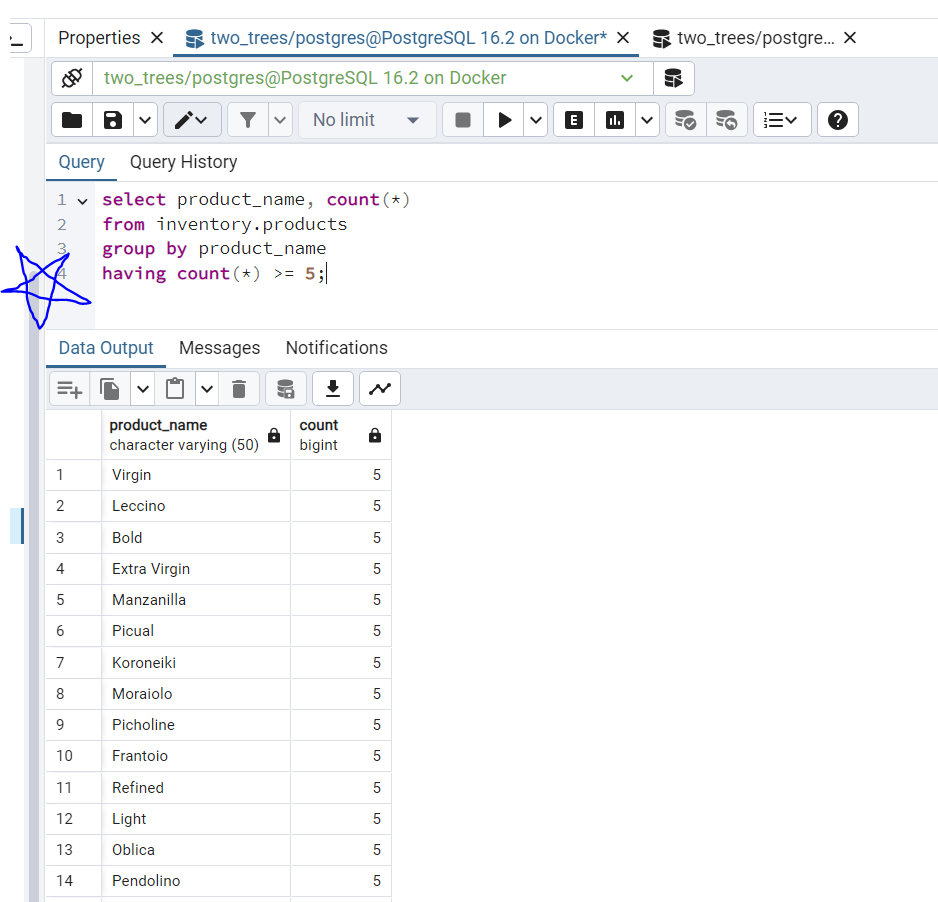 Properties
two_trees/postgres@PostgreSQL 16.2 on Docker*
two_trees/postgre...
two_trees/postgres@PostgreSQL 16.2 on Docker
No limit
E
Query
Query History
1 select product_name, count(*)
2 from inventory.products
3 group by product_name
4 having count(*) >= 5;
Data Output
Messages
Notifications
product_name count
character varying (50) bigint
1 Virgin 5
2 Leccino 5
3 Bold 5
4 Extra Virgin 5
5 Manzanilla 5
6 Picual 5
7 Koroneiki 5
8 Moraiolo 5
9 Picholine 5
10 Frantoio 5
11 Refined 5
12 Light 5
13 Oblica 5
14 Pendolino 5